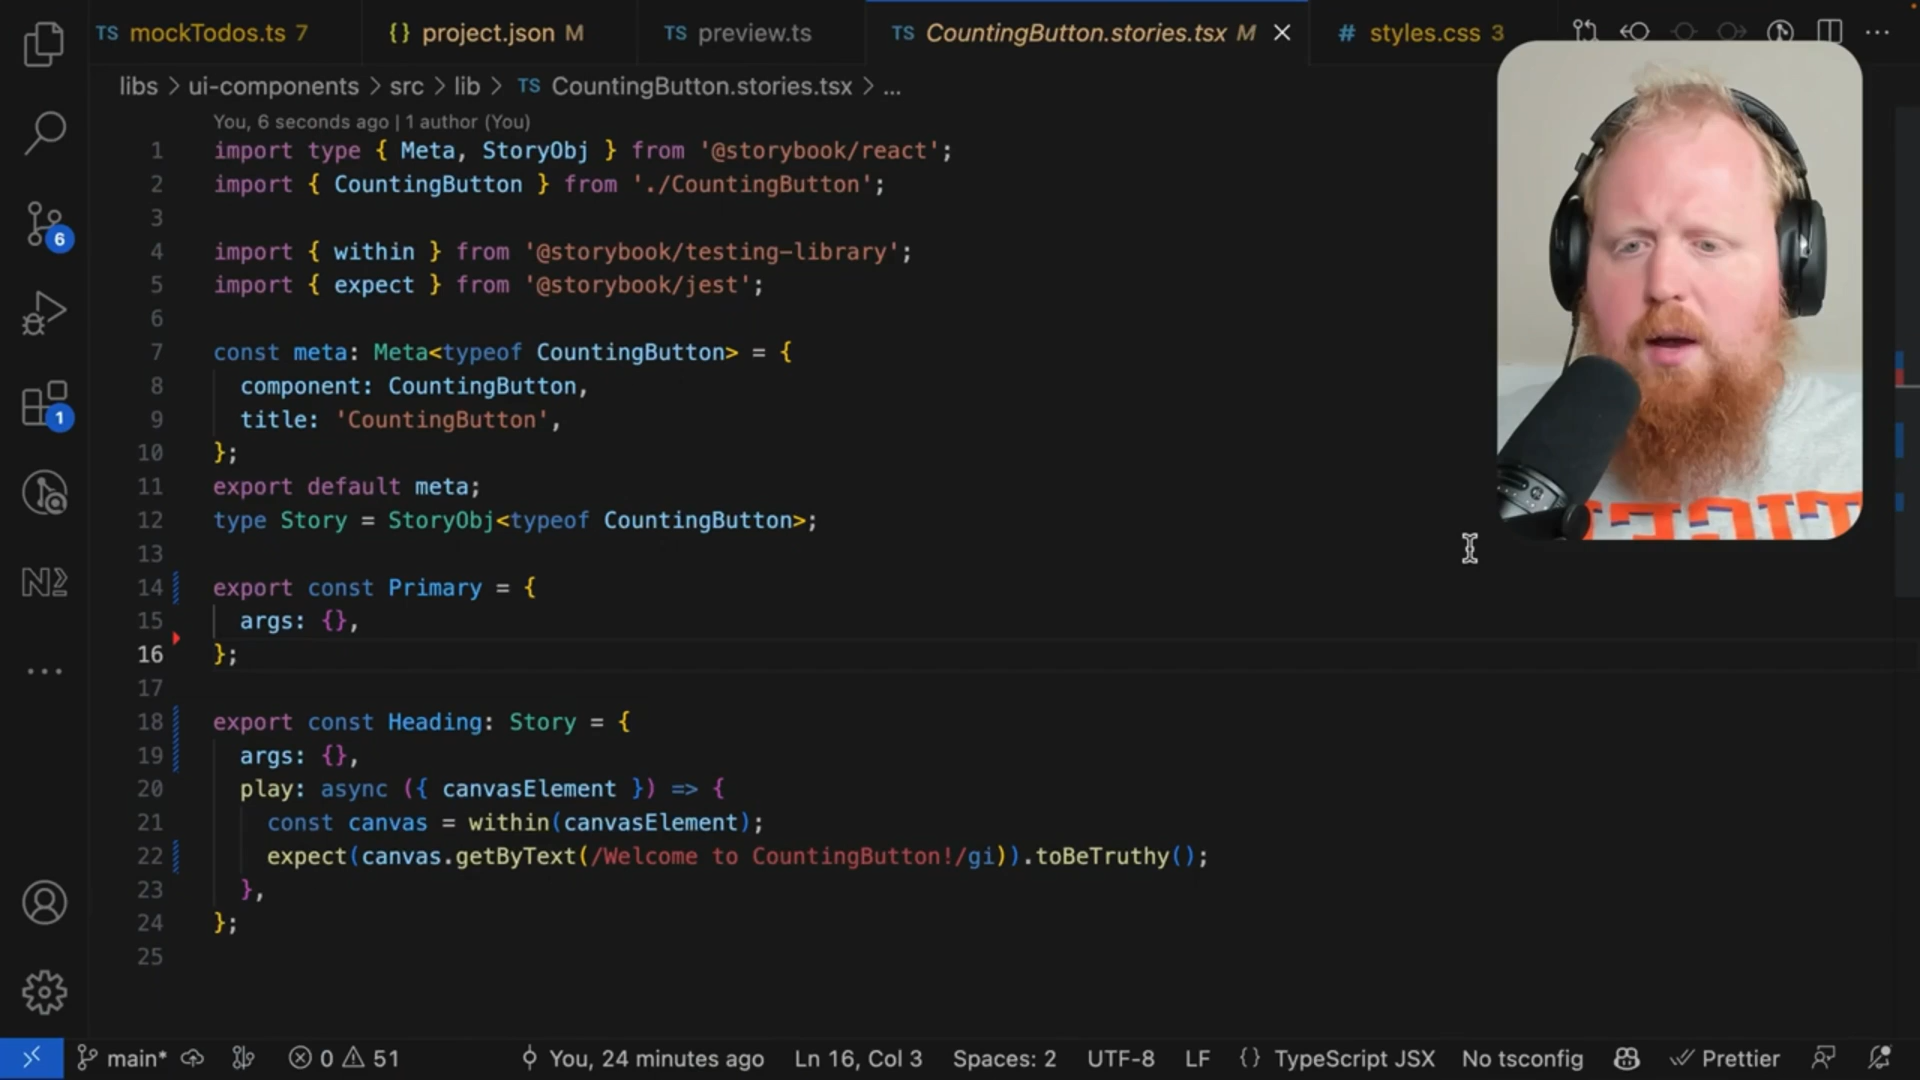 TS mockTodos.ts 7 {} project.json M TS preview.ts TS CountingButton.stories.tsx M # styles.css 3
libs > ui-components > src > lib > TS CountingButton.stories.tsx > ...
You, 6 seconds ago | 1 author (You)
1 import type { Meta, StoryObj } from '@storybook/react';
2 import { CountingButton } from './CountingButton';
3
4 import { within } from '@storybook/testing-library';
5 import { expect } from '@storybook/jest';
6
7 const meta: Meta<typeof CountingButton> = {
8 component: CountingButton,
9 title: 'CountingButton',
10 };
11 export default meta;
12 type Story = StoryObj<typeof CountingButton>;
13
14 export const Primary = {
15 args: {},
16 };
17
18 export const Heading: Story = {
19 args: {},
20 play: async ({ canvasElement }) => {
21 const canvas = within(canvasElement);
22 expect(canvas.getByText(/Welcome to CountingButton!/gi)).toBeTruthy();
23 },
24 };
25
6
1
main* 0 51 You, 24 minutes ago Ln 16, Col 3 Spaces: 2 UTF-8 LF {} TypeScript JSX No tsconfig Prettier